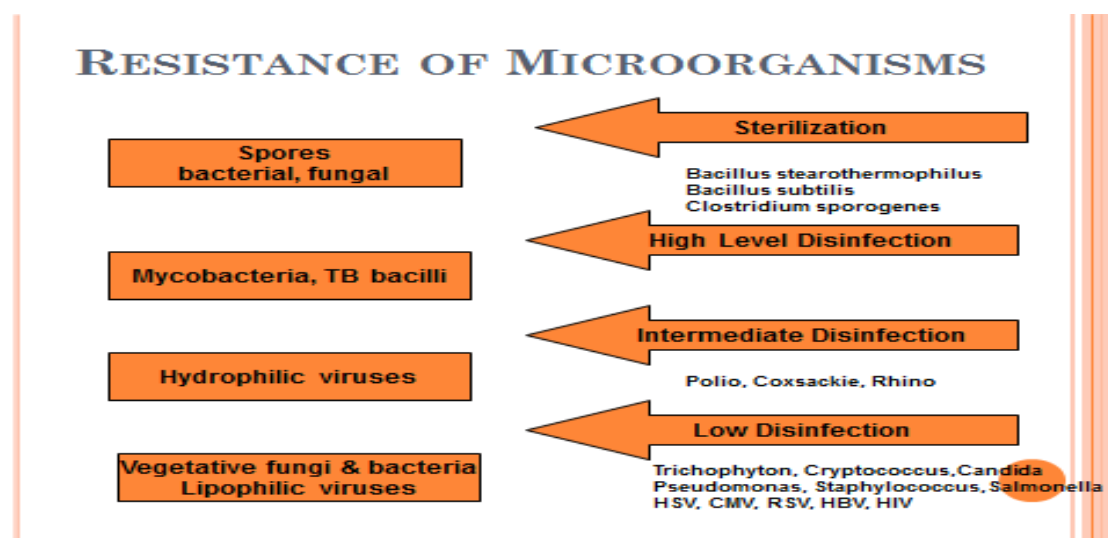 RESISTANCE OF MICROORGANISMS
Sterilization
Spores
bacterial, fungal
Bacillus stearothermophilus
Bacillus subtilis
Clostridium sporogenes
High Level Disinfection
Mycobacteria, TB bacilli
Intermediate Disinfection
Hydrophilic viruses
Polio, Coxsackie, Rhino
Low Disinfection
Vegetative fungi & bacteria
Lipophilic viruses
Trichophyton, Cryptococcus,Candida
Pseudomonas, Staphylococcus, Salmonella
HSV, CMV, RSV, HBV, HIV